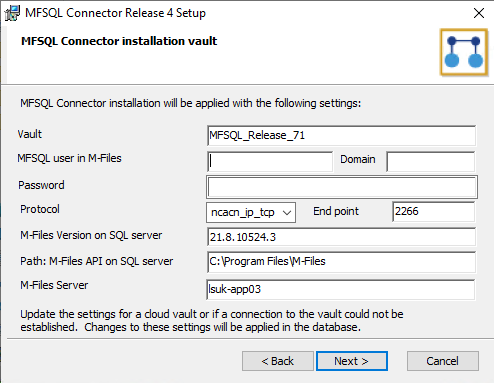 MFSQL Connector Release 4 Setup
MFSQL Connector installation vault
MFSQL Connector installation will be applied with the following settings:
Vault MFSQL_Release_71
MFSQL user in M-Files Domain
Password
Protocol ncacn_ip_tcp End point 2266
M-Files Version on SQL server 21.8.10524.3
Path: M-Files API on SQL server C:\Program Files\M-Files
M-Files Server lsuk-app03
Update the settings for a cloud vault or if a connection to the vault could not be
established. Changes to these settings will be applied in the database.
< Back Next > Cancel